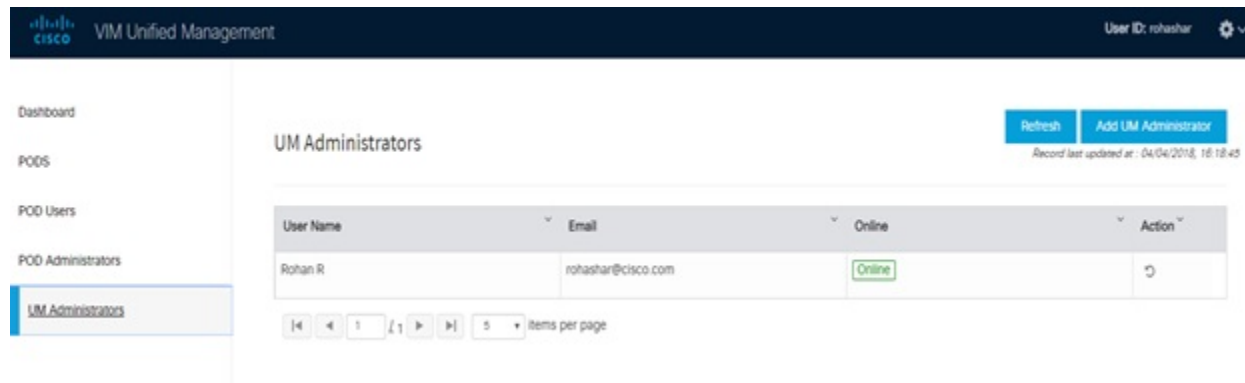 CISCO VIM Unified Management
User ID: rohashar
Dashboard
PODS
POD Users
POD Administrators
UM Administrators
UM Administrators
Refresh
Add UM Administrator
Record last updated at : 04/04/2018, 16:18:45
User Name Email Online Action
Rohan R rohashar@cisco.com Online
1 / 1 5 items per page